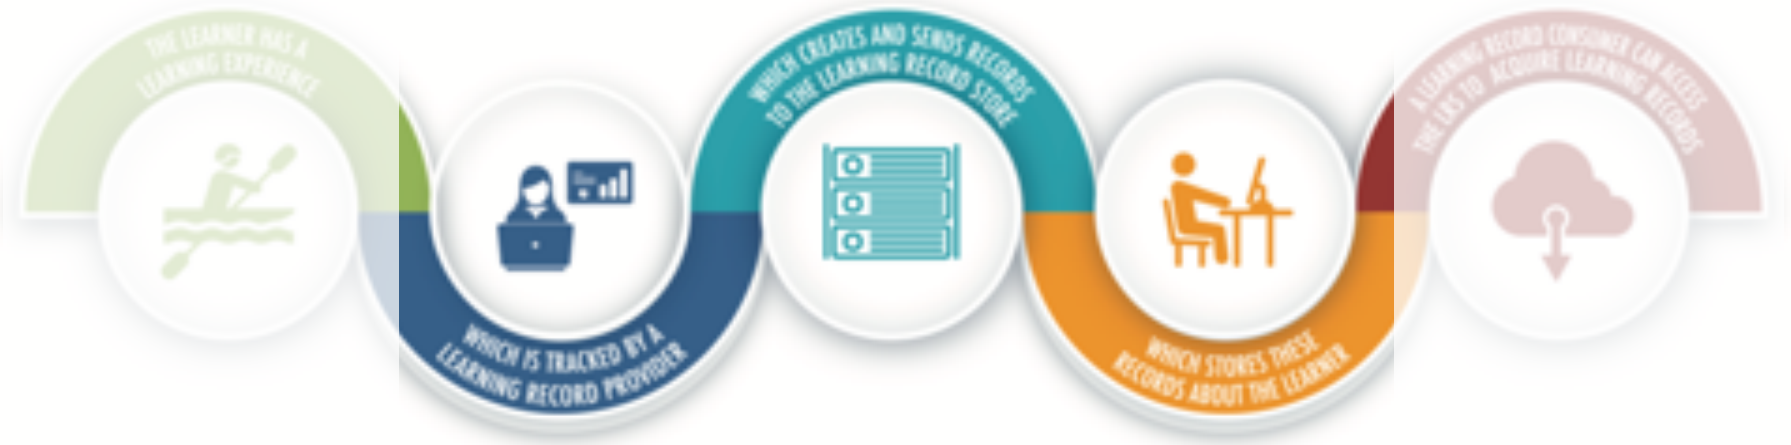 THE LEARNER HAS A
LEARNING EXPERIENCE
WHICH IS TRACKED BY A
LEARNING RECORD PROVIDER
WHICH CREATES AND SENDS RECORDS
TO THE LEARNING RECORD STORE
WHICH STORES THESE
RECORDS ABOUT THE LEARNER
A LEARNING RECORD CONSUMER CAN ACCESS
THE LRS TO ACQUIRE LEARNING RECORDS